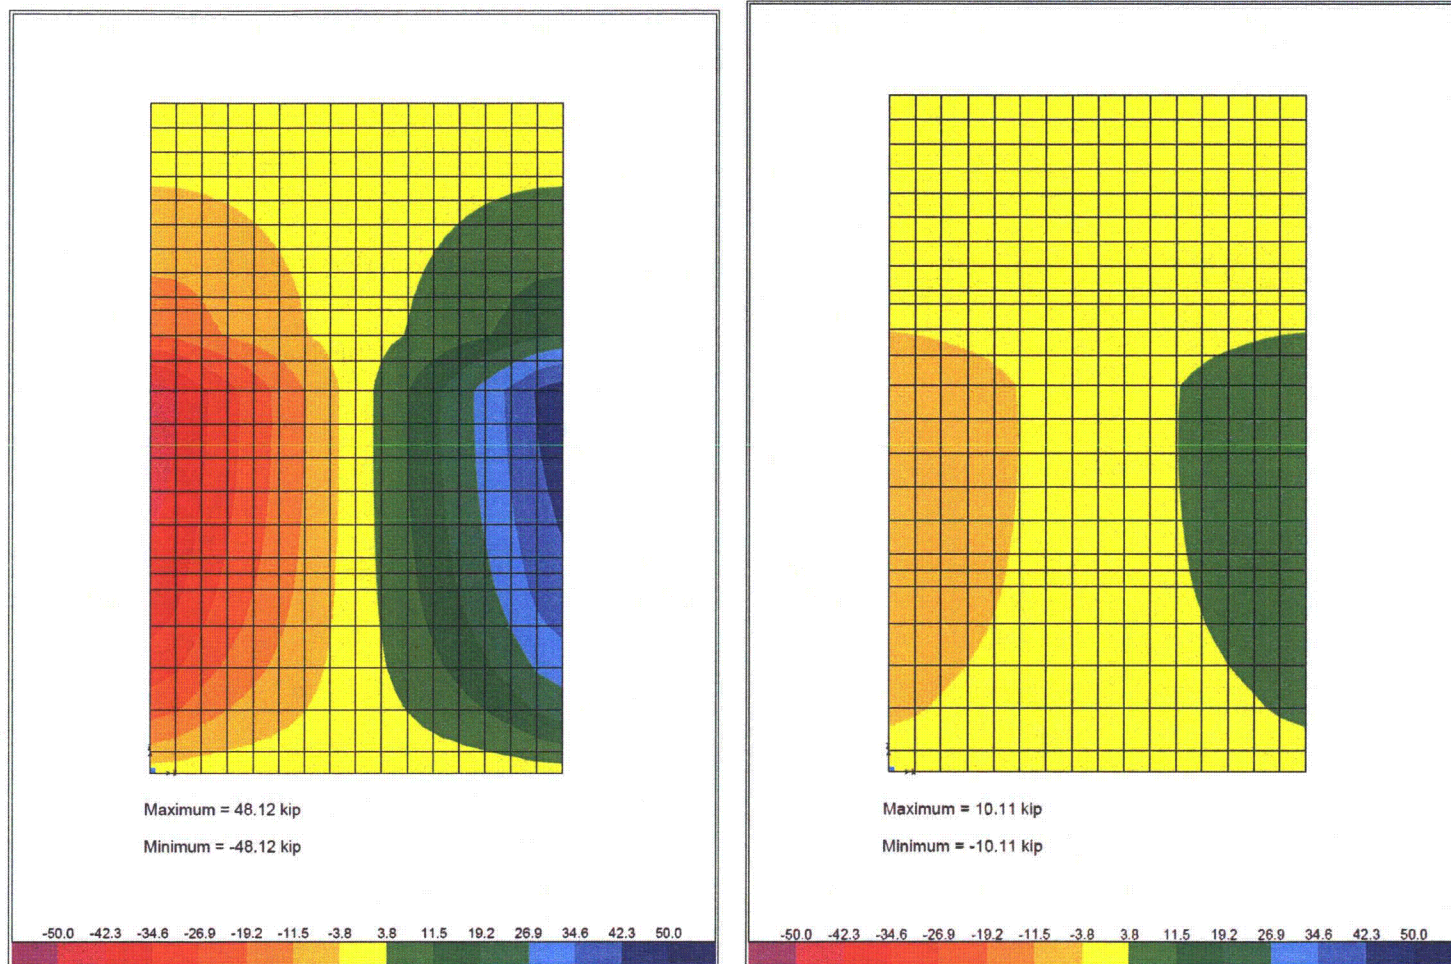 Maximum = 48.12 kip
Minimum = -48.12 kip
-50.0 -42.3 -34.6 -26.9 -19.2 -11.5 -3.8 3.8 11.5 19.2 26.9 34.6 42.3 50.0
Maximum = 10.11 kip
Minimum = -10.11 kip
-50.0 -42.3 -34.6 -26.9 -19.2 -11.5 -3.8 3.8 11.5 19.2 26.9 34.6 42.3 50.0